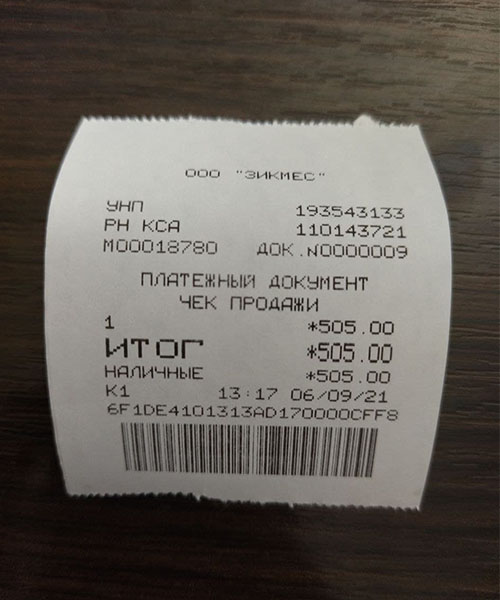 ООО "ЗИКМЕС"
УНП 193543133
РН КСА 110143721
М00018780 ДОК.N0000009
ПЛАТЕЖНЫЙ ДОКУМЕНТ
ЧЕК ПРОДАЖИ
1 *505.00
ИТОГ *505.00
НАЛИЧНЫЕ *505.00
К1 13:17 06/09/21
6F1DE4101313AD170000CFF8